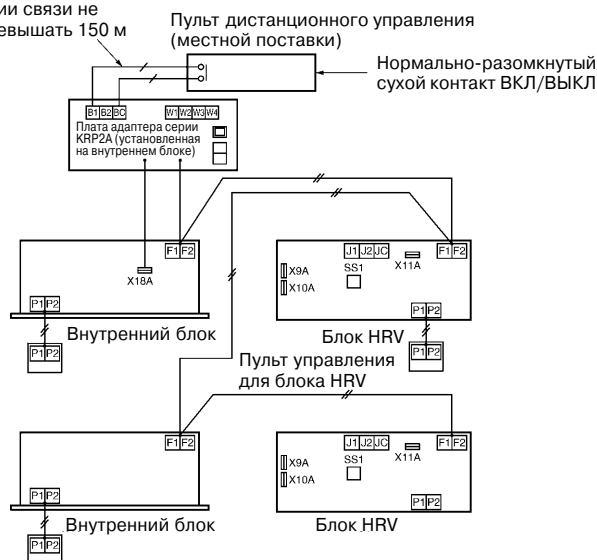 ии связи не
евышать 150 м
Пульт дистанционного управления
(местной поставки)
Нормально-разомкнутый
сухой контакт ВКЛ/ВЫКЛ
B1 B2 BC W1 W2 W3 W4
Плата адаптера серии
KRP2A (установленная
на внутреннем блоке)
F1 F2
X18A
P1 P2
Внутренний блок
P1 P2
J1 J2 JC
F1 F2
X9A
X10A
SS1
X11A
P1 P2
Блок HRV
P1 P2
Пульт управления
для блока HRV
F1 F2
P1 P2
Внутренний блок
P1 P2
J1 J2 JC
F1 F2
X9A
X10A
SS1
X11A
P1 P2
Блок HRV